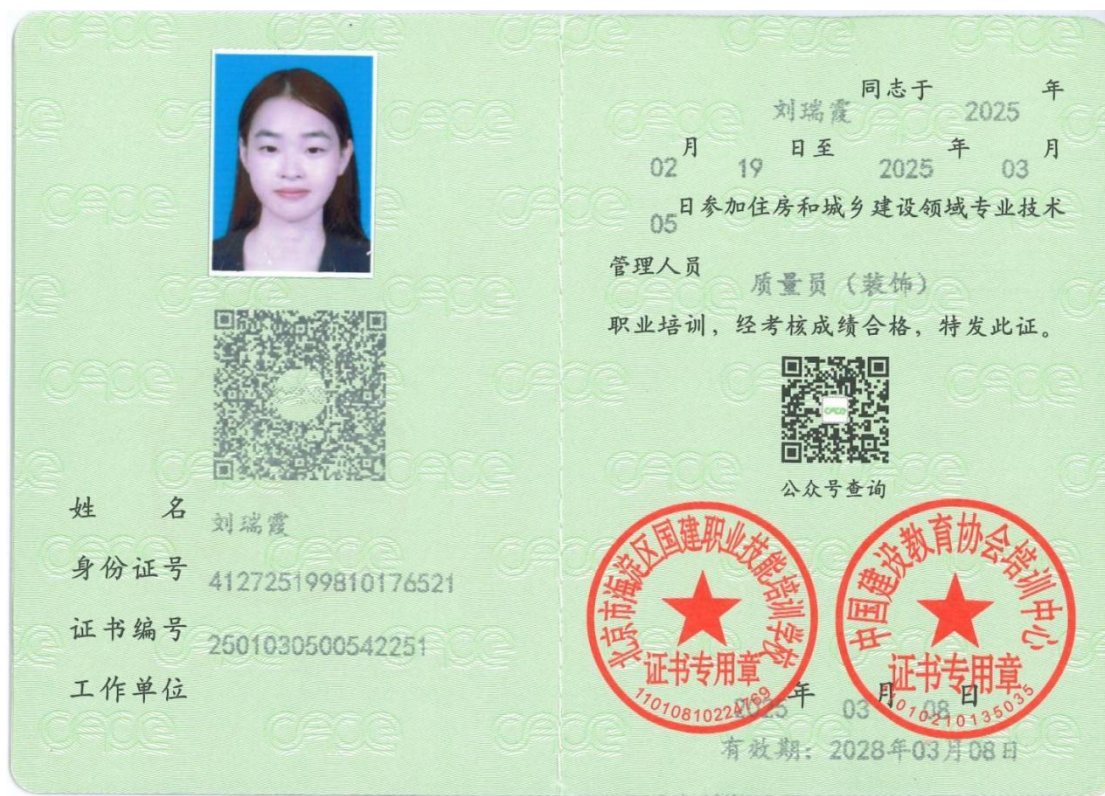 姓 名 刘瑞霞
身份证号 412725199810176521
证书编号 2501030500542251
工作单位
刘瑞霞 同志于 2025 年
02 月 19 日至 2025 年 03 月
05 日参加住房和城乡建设领域专业技术
管理人员 质量员（装饰）
职业培训，经考核成绩合格，特发此证。
公众号查询
北京市海淀区国建职业技能培训学校
证书专用章
中国建设教育协会培训中心
证书专用章
2025 年 03 月 08 日
有效期：2028年03月08日